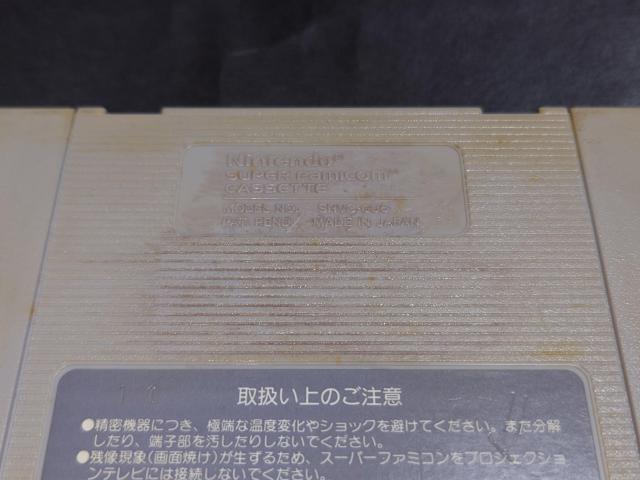 Nintendo®
SUPER Famicom™
CASSETTE
MODEL NO. SHVC-006
PAT. PEND/ MADE IN JAPAN
取扱い上のご注意
●精密機器につき、極端な温度変化やショックを避けてください。また分解
したり、端子部を汚したりしないでください。
●残像現象(画面焼け)が生ずるため、スーパーファミコンをプロジェクショ
ンテレビには接続しないでください。